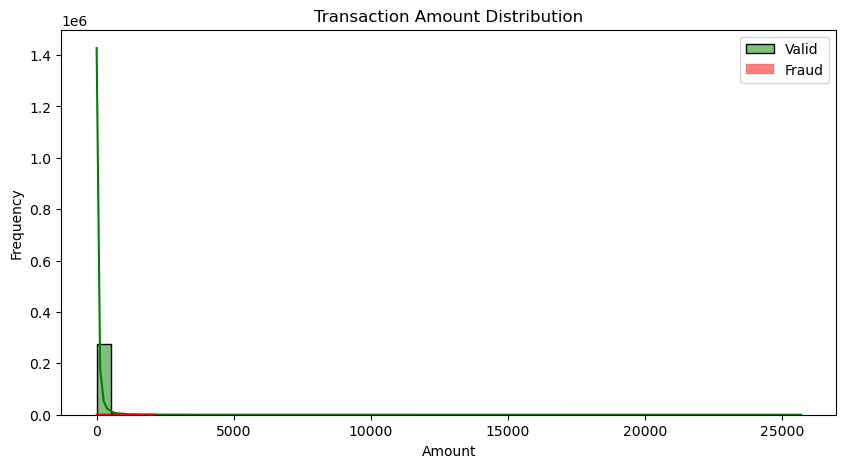 Transaction Amount Distribution
1e6
Valid
Fraud
1.4
1.2
1.0
0.8
0.6
0.4
0.2
0.0
Frequency
0 5000 10000 15000 20000 25000
Amount